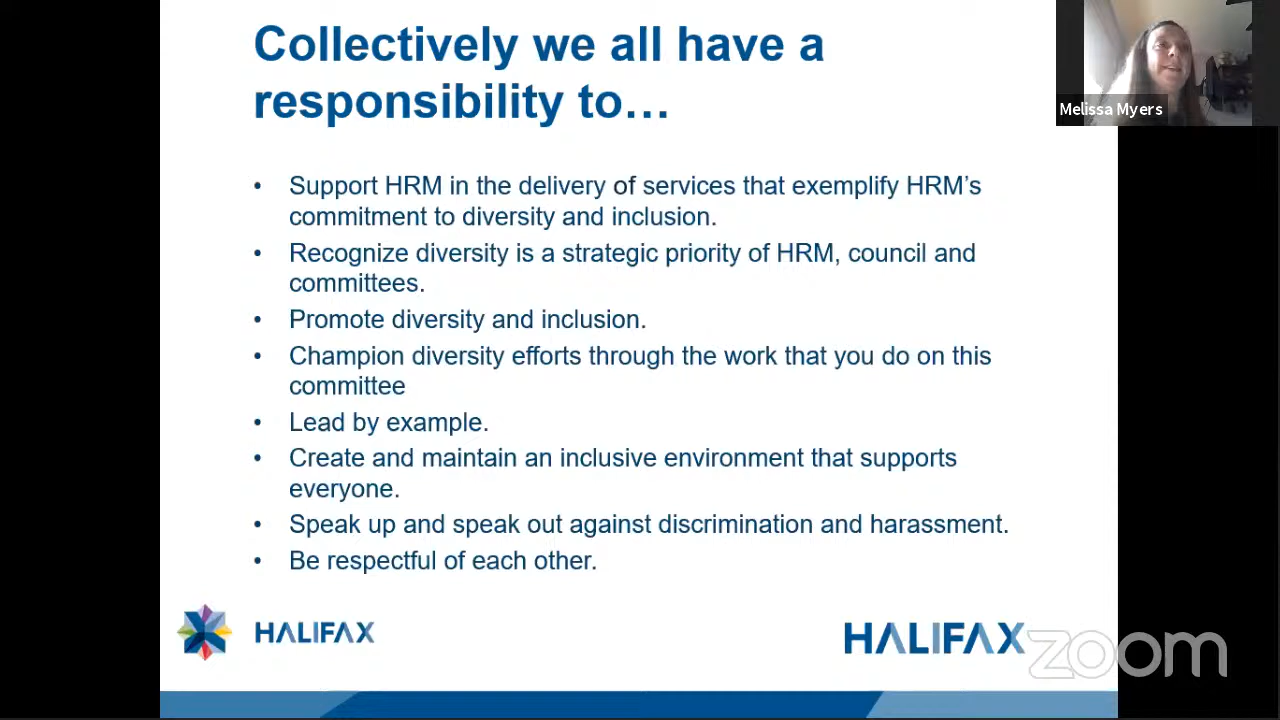 Collectively we all have a
responsibility to…
Melissa Myers
• Support HRM in the delivery of services that exemplify HRM's
commitment to diversity and inclusion.
• Recognize diversity is a strategic priority of HRM, council and
committees.
• Promote diversity and inclusion.
• Champion diversity efforts through the work that you do on this
committee
• Lead by example.
• Create and maintain an inclusive environment that supports
everyone.
• Speak up and speak out against discrimination and harassment.
• Be respectful of each other.
HALIFAX
HALIFAX
zoom